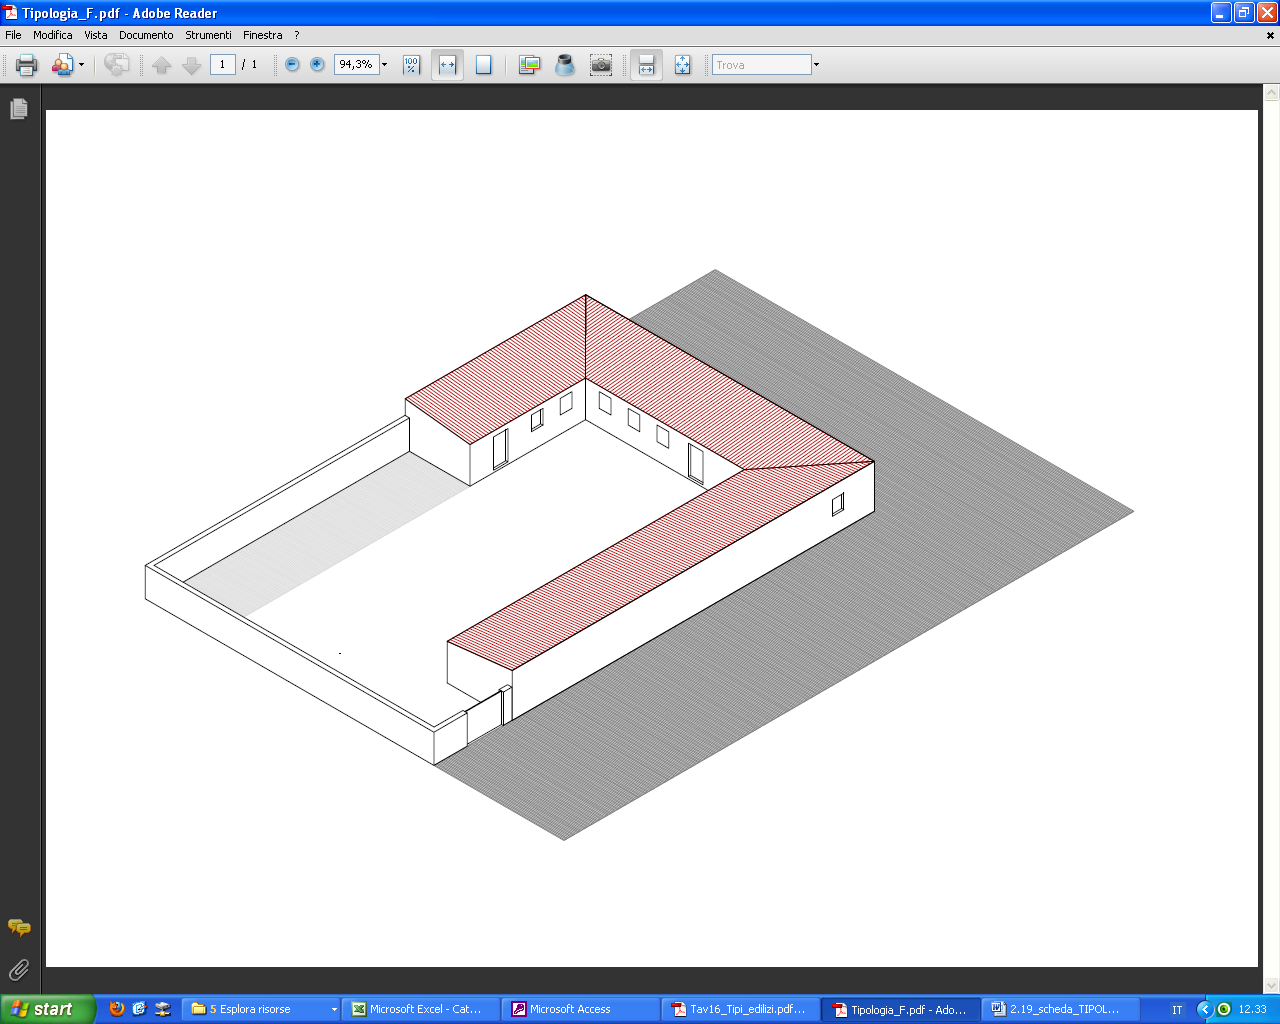 Tipologia_F.pdf - Adobe Reader
File Modifica Vista Documento Strumenti Finestra ?
1 / 1 94,3% 100 % Trova
start 5 Esplora risorse Microsoft Excel - Cat... Microsoft Access Tav16_Tipi_edilizi.pdf... Tipologia_F.pdf - Ado... 2.19_scheda_TIPOL... IT 12.33